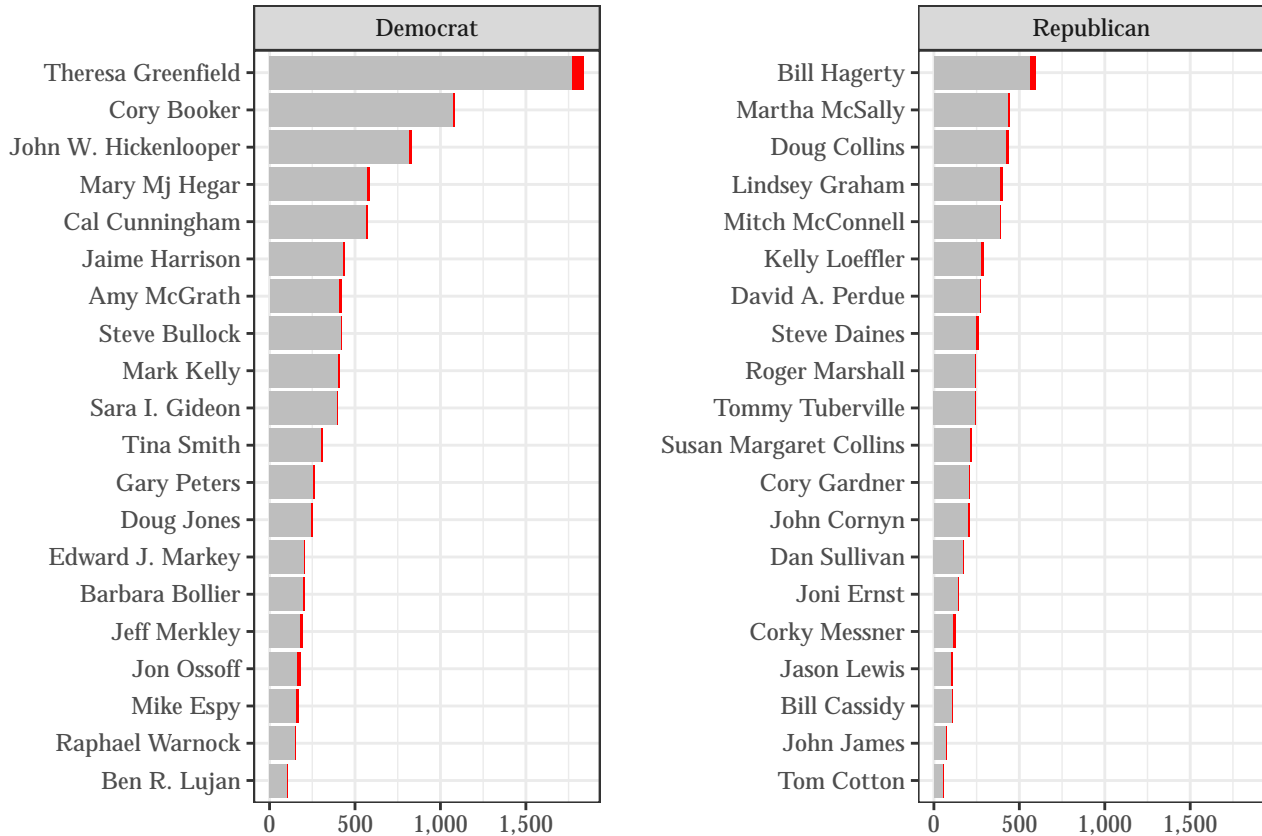 Democrat
Theresa Greenfield
Cory Booker
John W. Hickenlooper
Mary Mj Hegar
Cal Cunningham
Jaime Harrison
Amy McGrath
Steve Bullock
Mark Kelly
Sara I. Gideon
Tina Smith
Gary Peters
Doug Jones
Edward J. Markey
Barbara Bollier
Jeff Merkley
Jon Ossoff
Mike Espy
Raphael Warnock
Ben R. Lujan
0 500 1,000 1,500
Republican
Bill Hagerty
Martha McSally
Doug Collins
Lindsey Graham
Mitch McConnell
Kelly Loeffler
David A. Perdue
Steve Daines
Roger Marshall
Tommy Tuberville
Susan Margaret Collins
Cory Gardner
John Cornyn
Dan Sullivan
Joni Ernst
Corky Messner
Jason Lewis
Bill Cassidy
John James
Tom Cotton
0 500 1,000 1,500